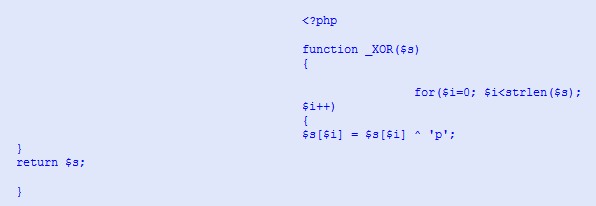 <?php
function _XOR($s)
{
for($i=0; $i<strlen($s);
$i++)
{
$s[$i] = $s[$i] ^ 'p';
}
return $s;
}